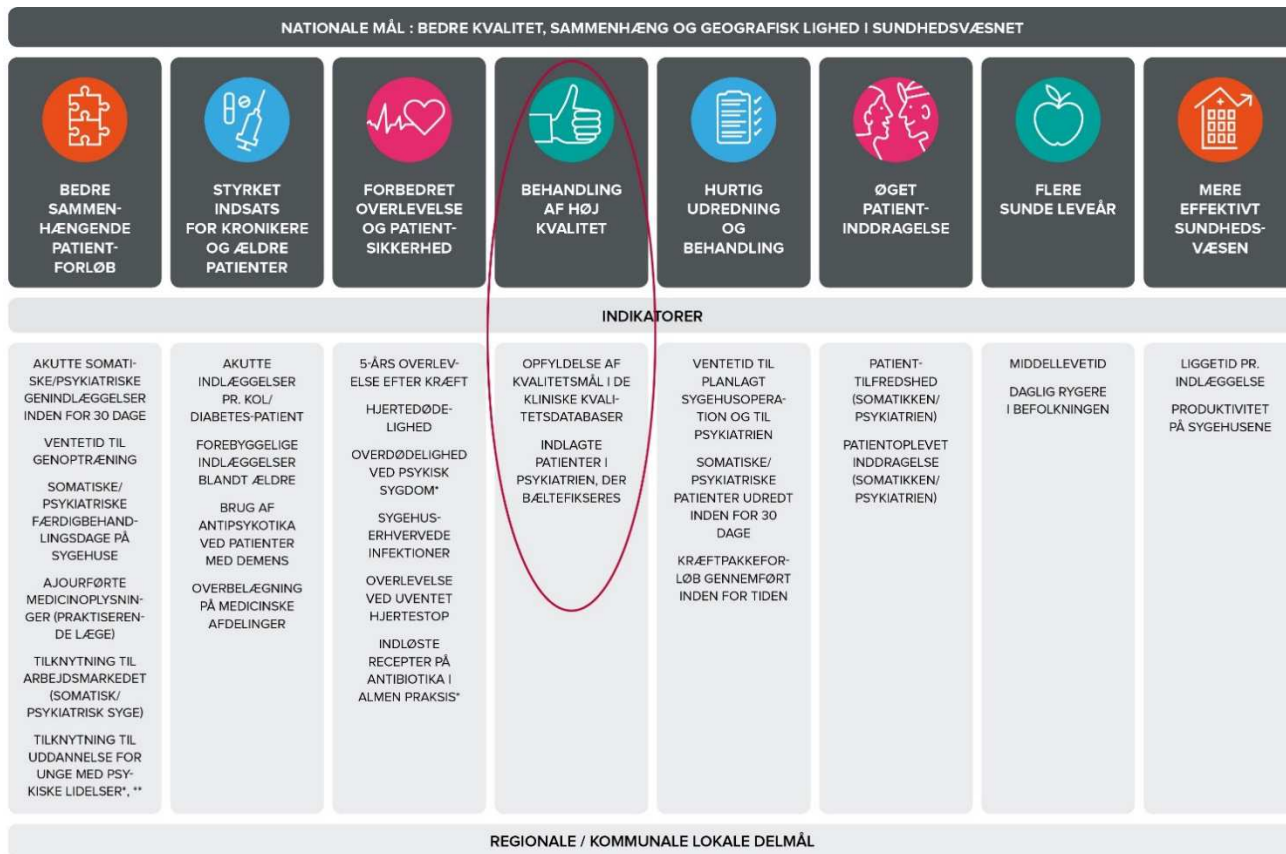 NATIONALE MÅL : BEDRE KVALITET, SAMMENHÆNG OG GEOGRAFISK LIGHED I SUNDHEDSVÆSNET
BEDRE
SAMMEN-
HÆNGENDE
PATIENT-
FORLØB
STYRKET
INDSATS
FOR KRONIKERE
OG ÆLDRE
PATIENTER
FORBEDRET
OVERLEVELSE
OG PATIENT-
SIKKERHED
BEHANDLING
AF HØJ
KVALITET
HURTIG
UDREDNING
OG
BEHANDLING
ØGET
PATIENT-
INDDRAGELSE
FLERE
SUNDE LEVEÅR
MERE
EFFEKTIVT
SUNDHEDS-
VÆSEN
INDIKATORER
AKUTTE SOMATI-
SKE/PSYKIATRISKE
GENINDLÆGGELSER
INDEN FOR 30 DAGE
VENTETID TIL
GENOPTRÆNING
SOMATISKE/
PSYKIATRISKE
FÆRDIGBEHAND-
LINGSDAGE PÅ
SYGEHUSE
AJOURFØRTE
MEDICINOPLYSNIN-
GER (PRAKTISEREN-
DE LÆGE)
TILKNYTNING TIL
ARBEJDSMARKEDET
(SOMATISK/
PSYKIATRISK SYGE)
TILKNYTNING TIL
UDDANNELSE FOR
UNGE MED PSY-
KISKE LIDELSER*, **
AKUTTE
INDLÆGGELSER
PR. KOL/
DIABETES-PATIENT
FOREBYGGELIGE
INDLÆGGELSER
BLANDT ÆLDRE
BRUG AF
ANTIPSYKOTIKA
VED PATIENTER
MED DEMENS
OVERBELÆGNING
PÅ MEDICINSKE
AFDELINGER
5-ÅRS OVERLEV-
ELSE EFTER KRÆFT
HJERTEDØDE-
LIGHED
OVERDØDELIGHED
VED PSYKISK
SYGDOM*
SYGEHUS-
ERHVERVEDE
INFEKTIONER
OVERLEVELSE
VED UVENTET
HJERTESTOP
INDLØSTE
RECEPTER PÅ
ANTIBIOTIKA I
ALMEN PRAKSIS*
OPFYLDELSE AF
KVALITETSMÅL I DE
KLINISKE KVALI-
TETSDATABASER
INDLAGTE
PATIENTER I
PSYKIATRIEN, DER
BÆLTEFIKSERES
VENTETID TIL
PLANLAGT
SYGEHUSOPERA-
TION OG TIL
PSYKIATRIEN
SOMATISKE/
PSYKIATRISKE
PATIENTER UDREDT
INDEN FOR 30
DAGE
KRÆFTPAKKEFOR-
LØB GENNEMFØRT
INDEN FOR TIDEN
PATIENT-
TILFREDSHED
(SOMATIKKEN/
PSYKIATRIEN)
PATIENTOPLEVET
INDDRAGELSE
(SOMATIKKEN/
PSYKIATRIEN)
MIDDELLEVETID
DAGLIG RYGERE
I BEFOLKNINGEN
LIGGETID PR.
INDLÆGGELSE
PRODUKTIVITET
PÅ SYGEHUSENE
REGIONALE / KOMMUNALE LOKALE DELMÅL